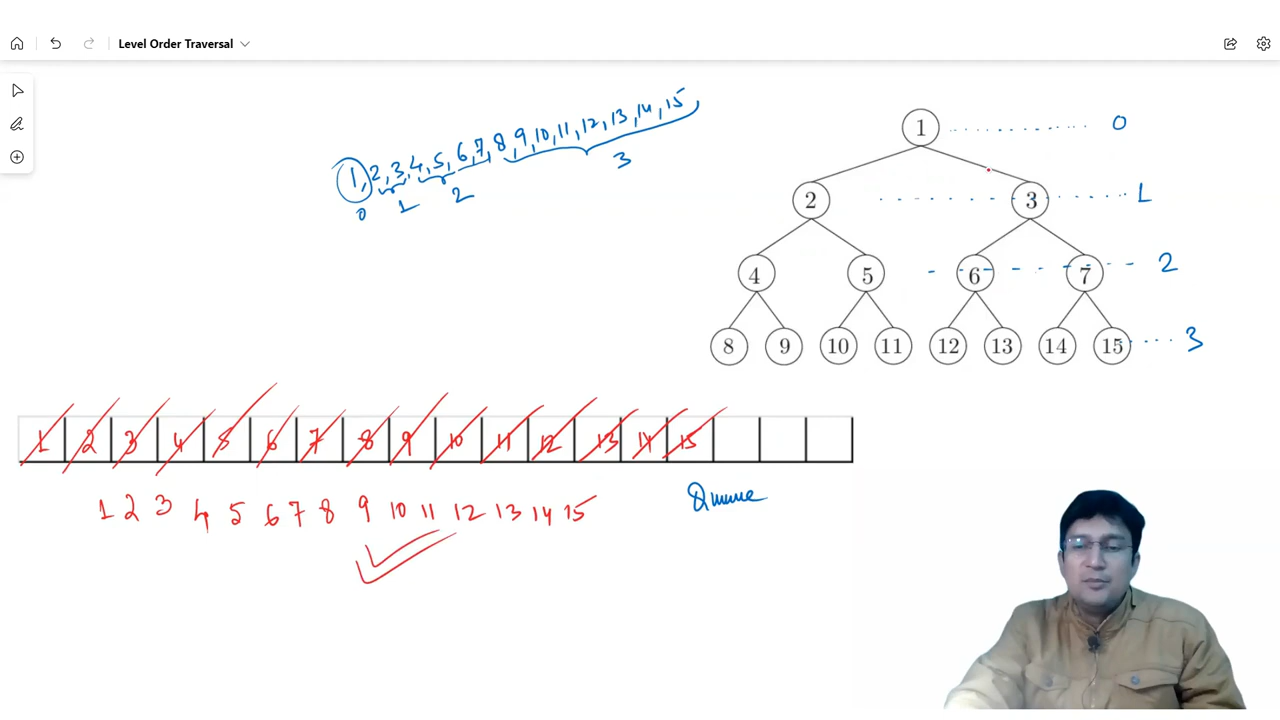 Level Order Traversal
1, 2, 3, 4, 5, 6, 7, 8, 9, 10, 11, 12, 13, 14, 15
0 1 2 3
1 0
2 3 1
4 5 6 7 2
8 9 10 11 12 13 14 15 3
1 2 3 4 5 6 7 8 9 10 11 12 13 14 15
Queue
1 2 3 4 5 6 7 8 9 10 11 12 13 14 15